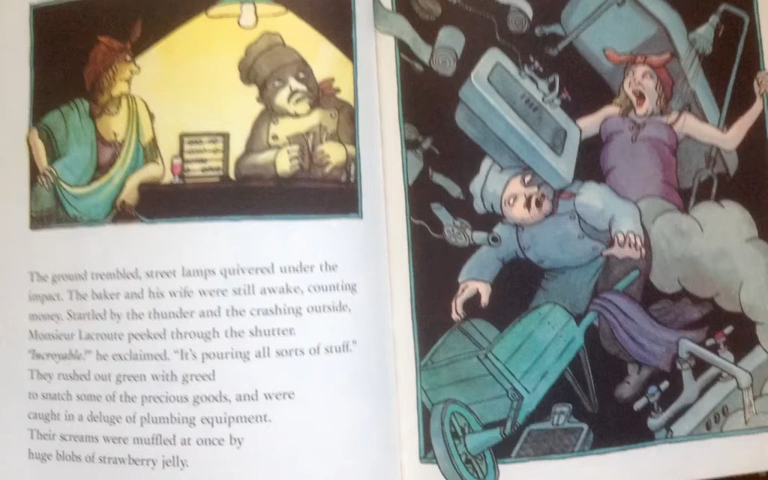 The ground trembled, street lamps quivered under the
impact. The baker and his wife were still awake, counting
money. Startled by the thunder and the crashing outside,
Monsieur Lacroute peeked through the shutter.
"Incroyable!" he exclaimed. "It's pouring all sorts of stuff."
They rushed out green with greed
to snatch some of the precious goods, and were
caught in a deluge of plumbing equipment.
Their screams were muffled at once by
huge blobs of strawberry jelly.